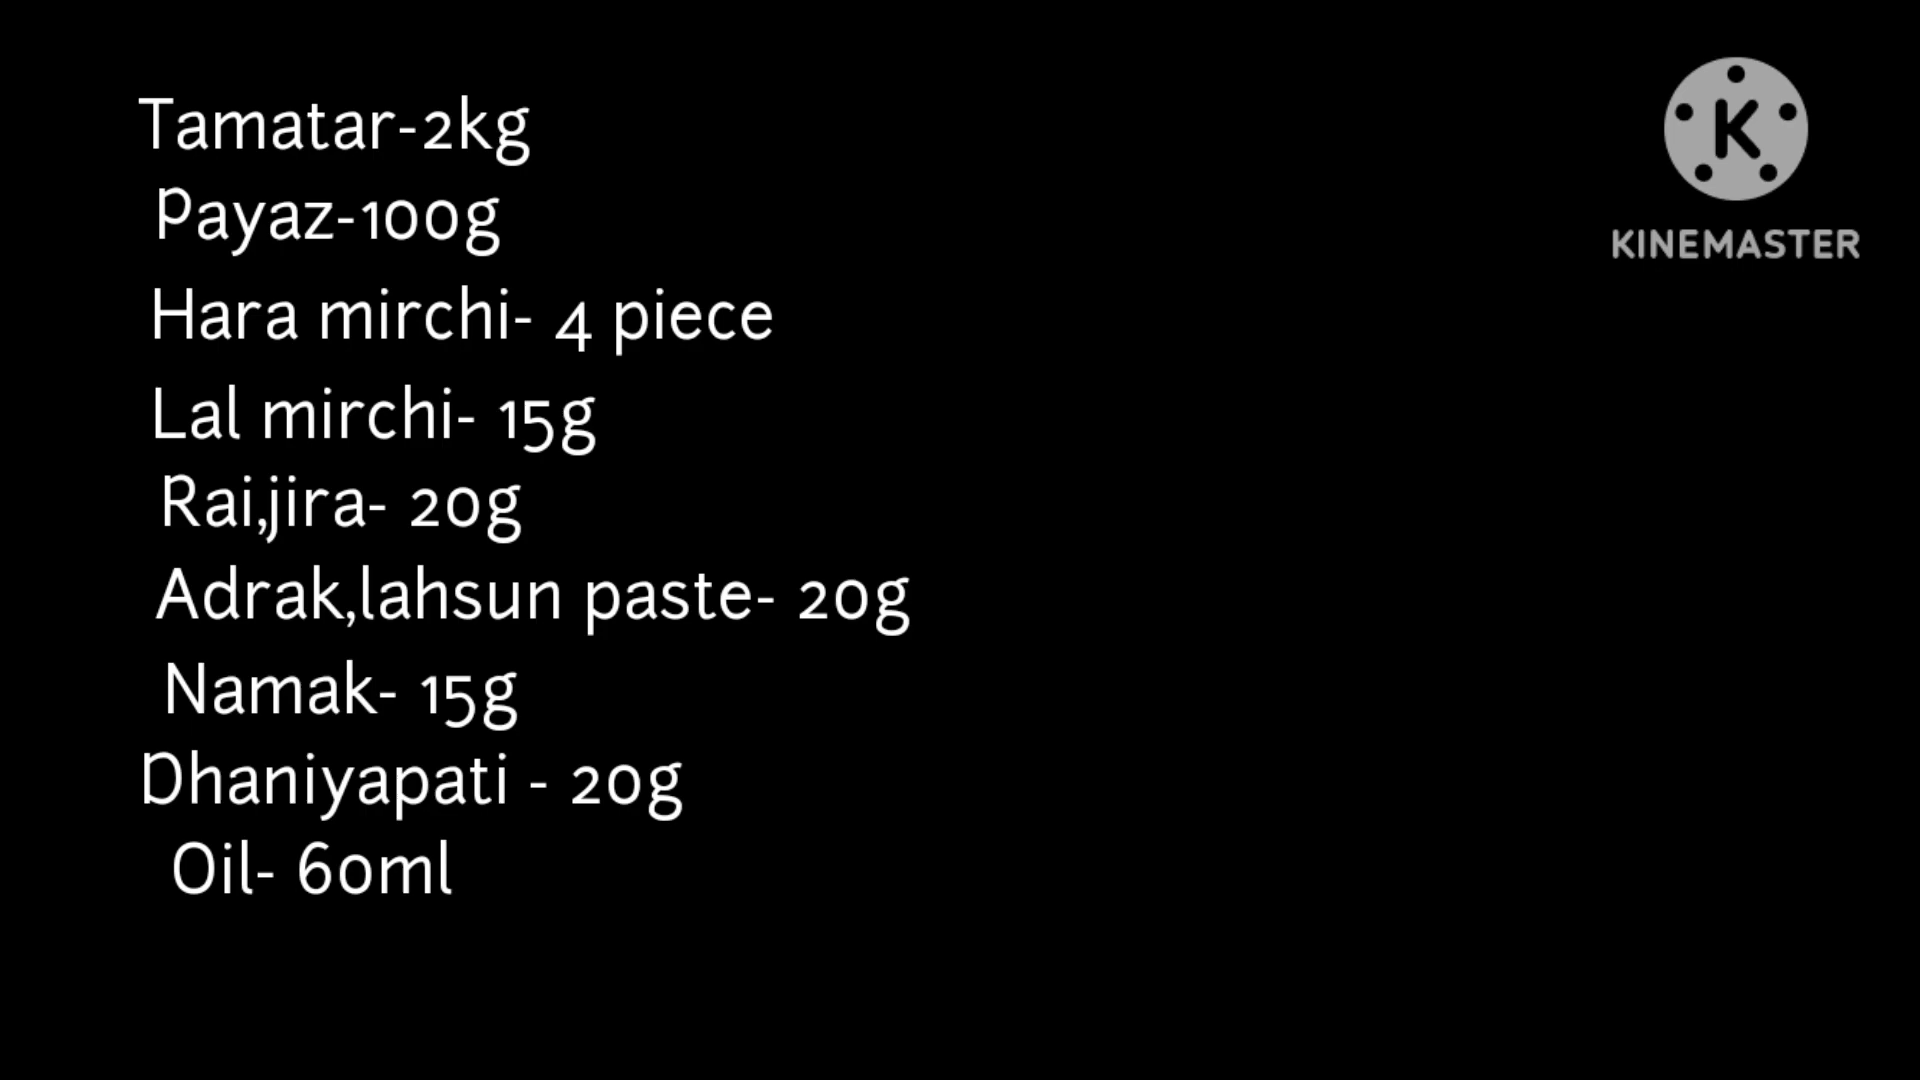 Tamatar-2kg
Payaz-100g
Hara mirchi- 4 piece
Lal mirchi- 15g
Rai,jira- 20g
Adrak,lahsun paste- 20g
Namak- 15g
Dhaniyapati - 20g
Oil- 60ml
K
KINEMASTER